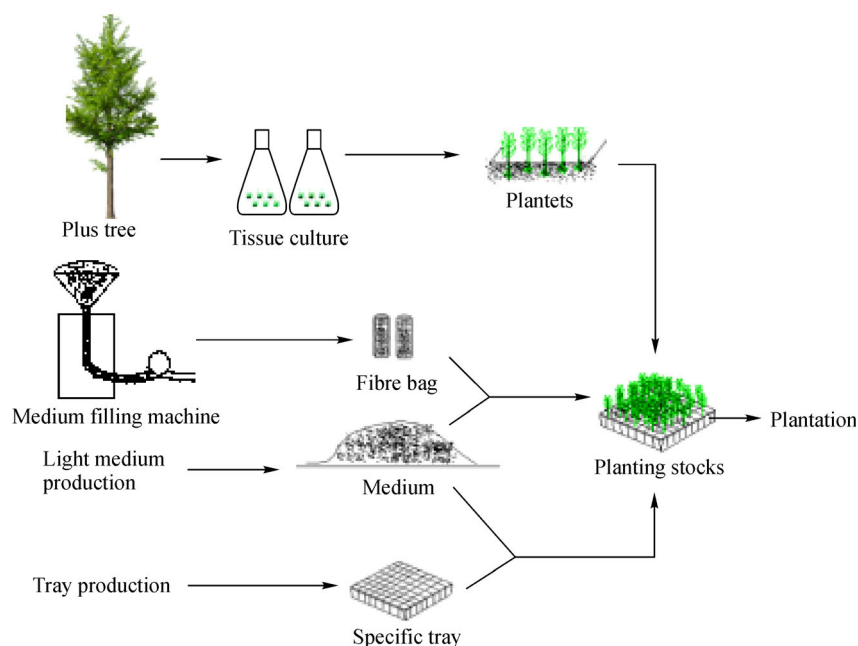 Plus tree
Tissue culture
Plantets
Medium filling machine
Fibre bag
Light medium
production
Medium
Planting stocks
Plantation
Tray production
Specific tray